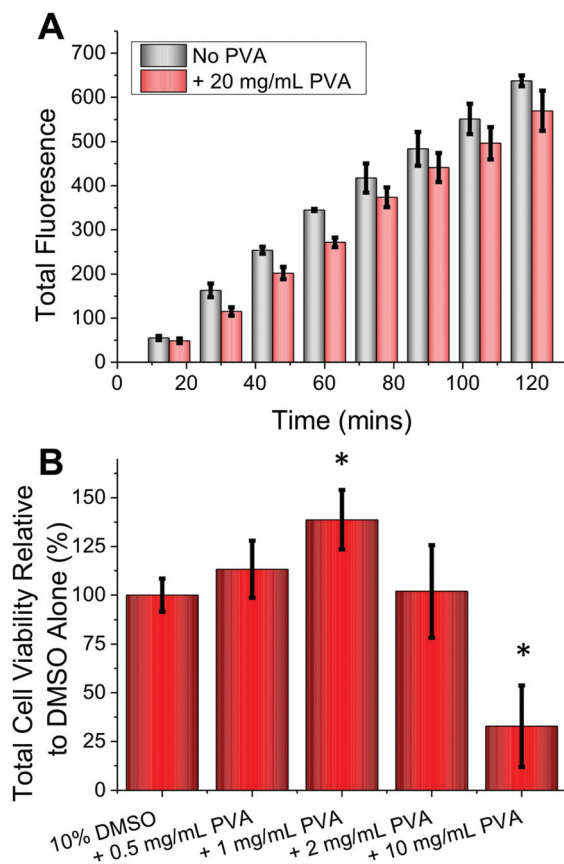 A
No PVA
+ 20 mg/mL PVA
Total Fluoresence
700
600
500
400
300
200
100
0
0 20 40 60 80 100 120
Time (mins)
B
Total Cell Viability Relative
to DMSO Alone (%)
150
125
100
75
50
25
0
*
*
10% DMSO
+ 0.5 mg/mL PVA
+ 1 mg/mL PVA
+ 2 mg/mL PVA
+ 10 mg/mL PVA